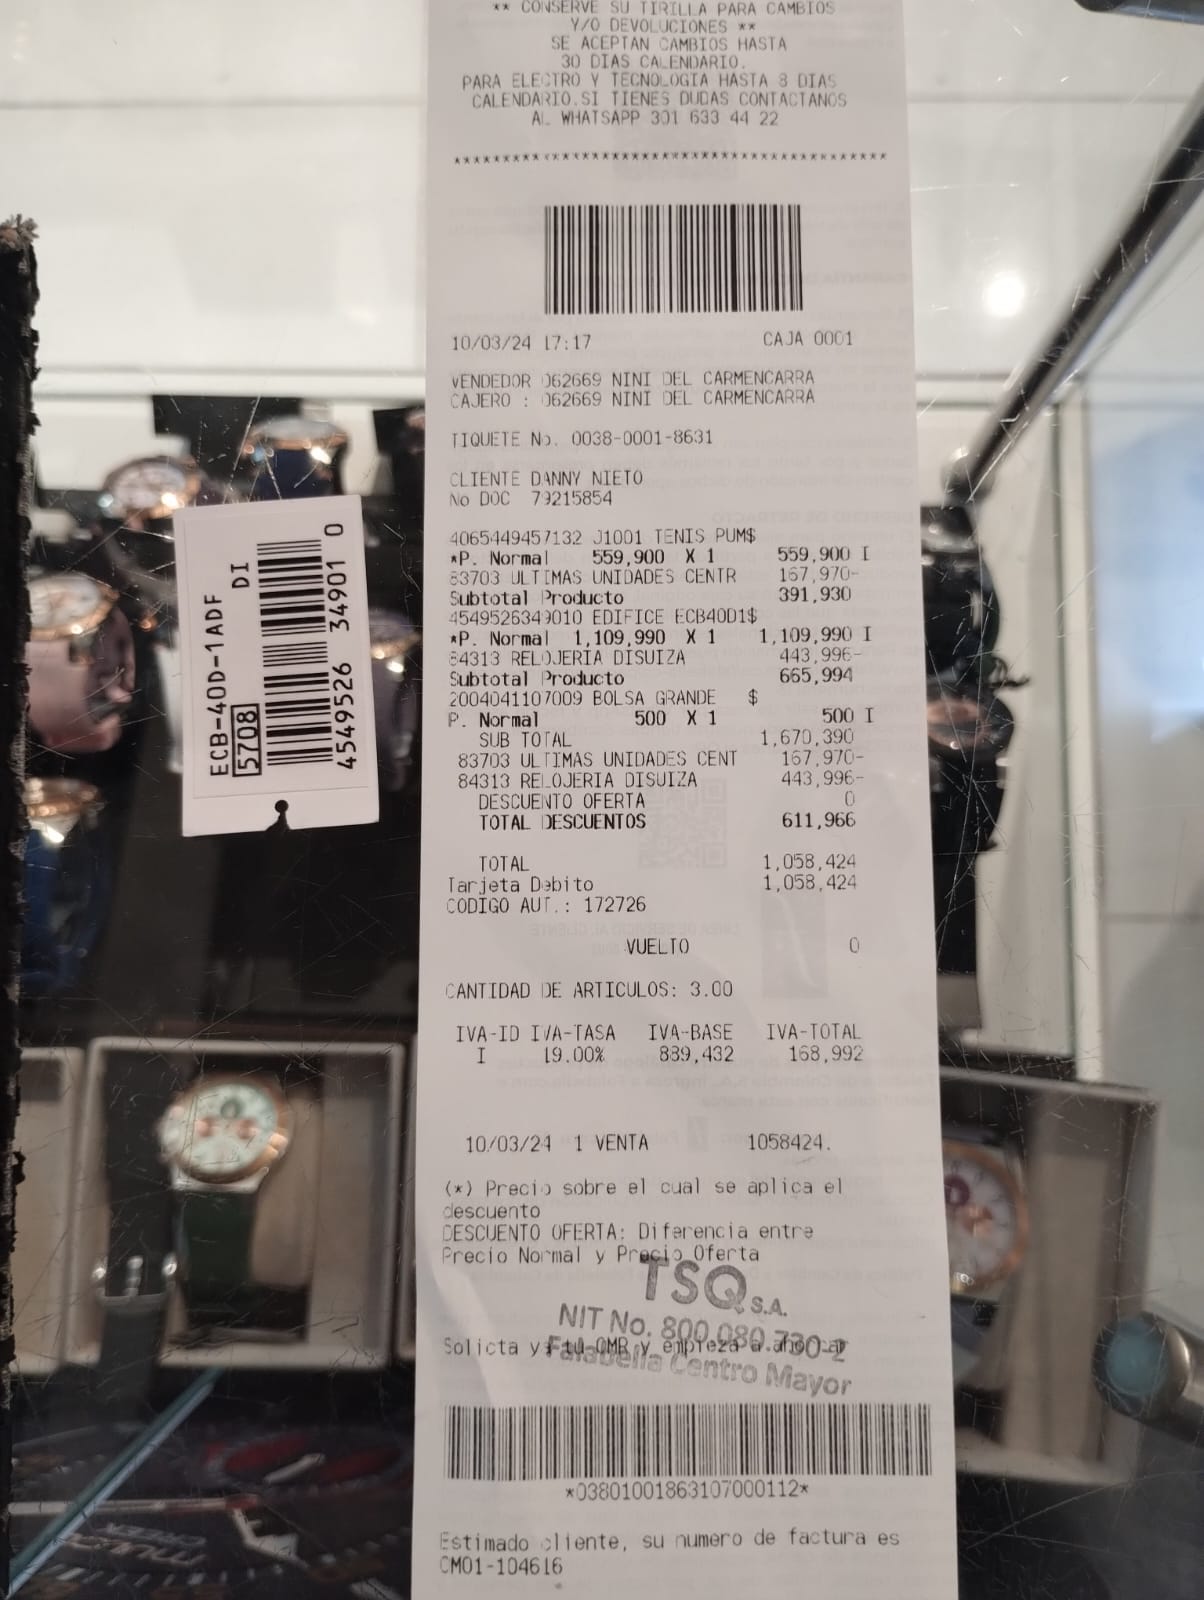 ** CONSERVE SU TIRILLA PARA CAMBIOS
Y/O DEVOLUCIONES **
SE ACEPTAN CAMBIOS HASTA
30 DIAS CALENDARIO.
PARA ELECTRO Y TECNOLOGIA HASTA 8 DIAS
CALENDARIO.SI TIENES DUDAS CONTACTANOS
AL WHATSAPP 301 633 44 22
******************************************
10/03/24 17:17 CAJA 0001
VENDEDOR 062669 NINI DEL CARMENCARRA
CAJERO : 062669 NINI DEL CARMENCARRA
TIQUETE No. 0038-0001-8631
CLIENTE DANNY NIETO
No DOC 79215854
4065449457132 J1001 TENIS PUM$
*P. Normal 559,900 X 1 559,900 I
83703 ULTIMAS UNIDADES CENTR 167,970-
Subtotal Producto 391,930
4549526349010 EDIFICE ECB40D1$
*P. Normal 1,109,990 X 1 1,109,990 I
84313 RELOJERIA DISUIZA 443,996-
Subtotal Producto 665,994
2004041107009 BOLSA GRANDE $
P. Normal 500 X 1 500 I
SUB TOTAL 1,670,390
83703 ULTIMAS UNIDADES CENT 167,970-
84313 RELOJERIA DISUIZA 443,996-
DESCUENTO OFERTA 0
TOTAL DESCUENTOS 611,966
TOTAL 1,058,424
Tarjeta Debito 1,058,424
CODIGO AUT.: 172726
VUELTO 0
CANTIDAD DE ARTICULOS: 3.00
IVA-ID IVA-TASA IVA-BASE IVA-TOTAL
I 19.00% 889,432 168,992
10/03/24 1 VENTA 1058424.
(*) Precio sobre el cual se aplica el
descuento
DESCUENTO OFERTA: Diferencia entre
Precio Normal y Precio Oferta
TSQ S.A.
NIT No. 800.080.730-2
Falabella Centro Mayor
Solicta ya tu CMR y empieza a ahorrar
*03801001863107000112*
Estimado cliente, su numero de factura es
CM01-104616
ECB-40D-1ADF
DI
5708
4549526 34901 0